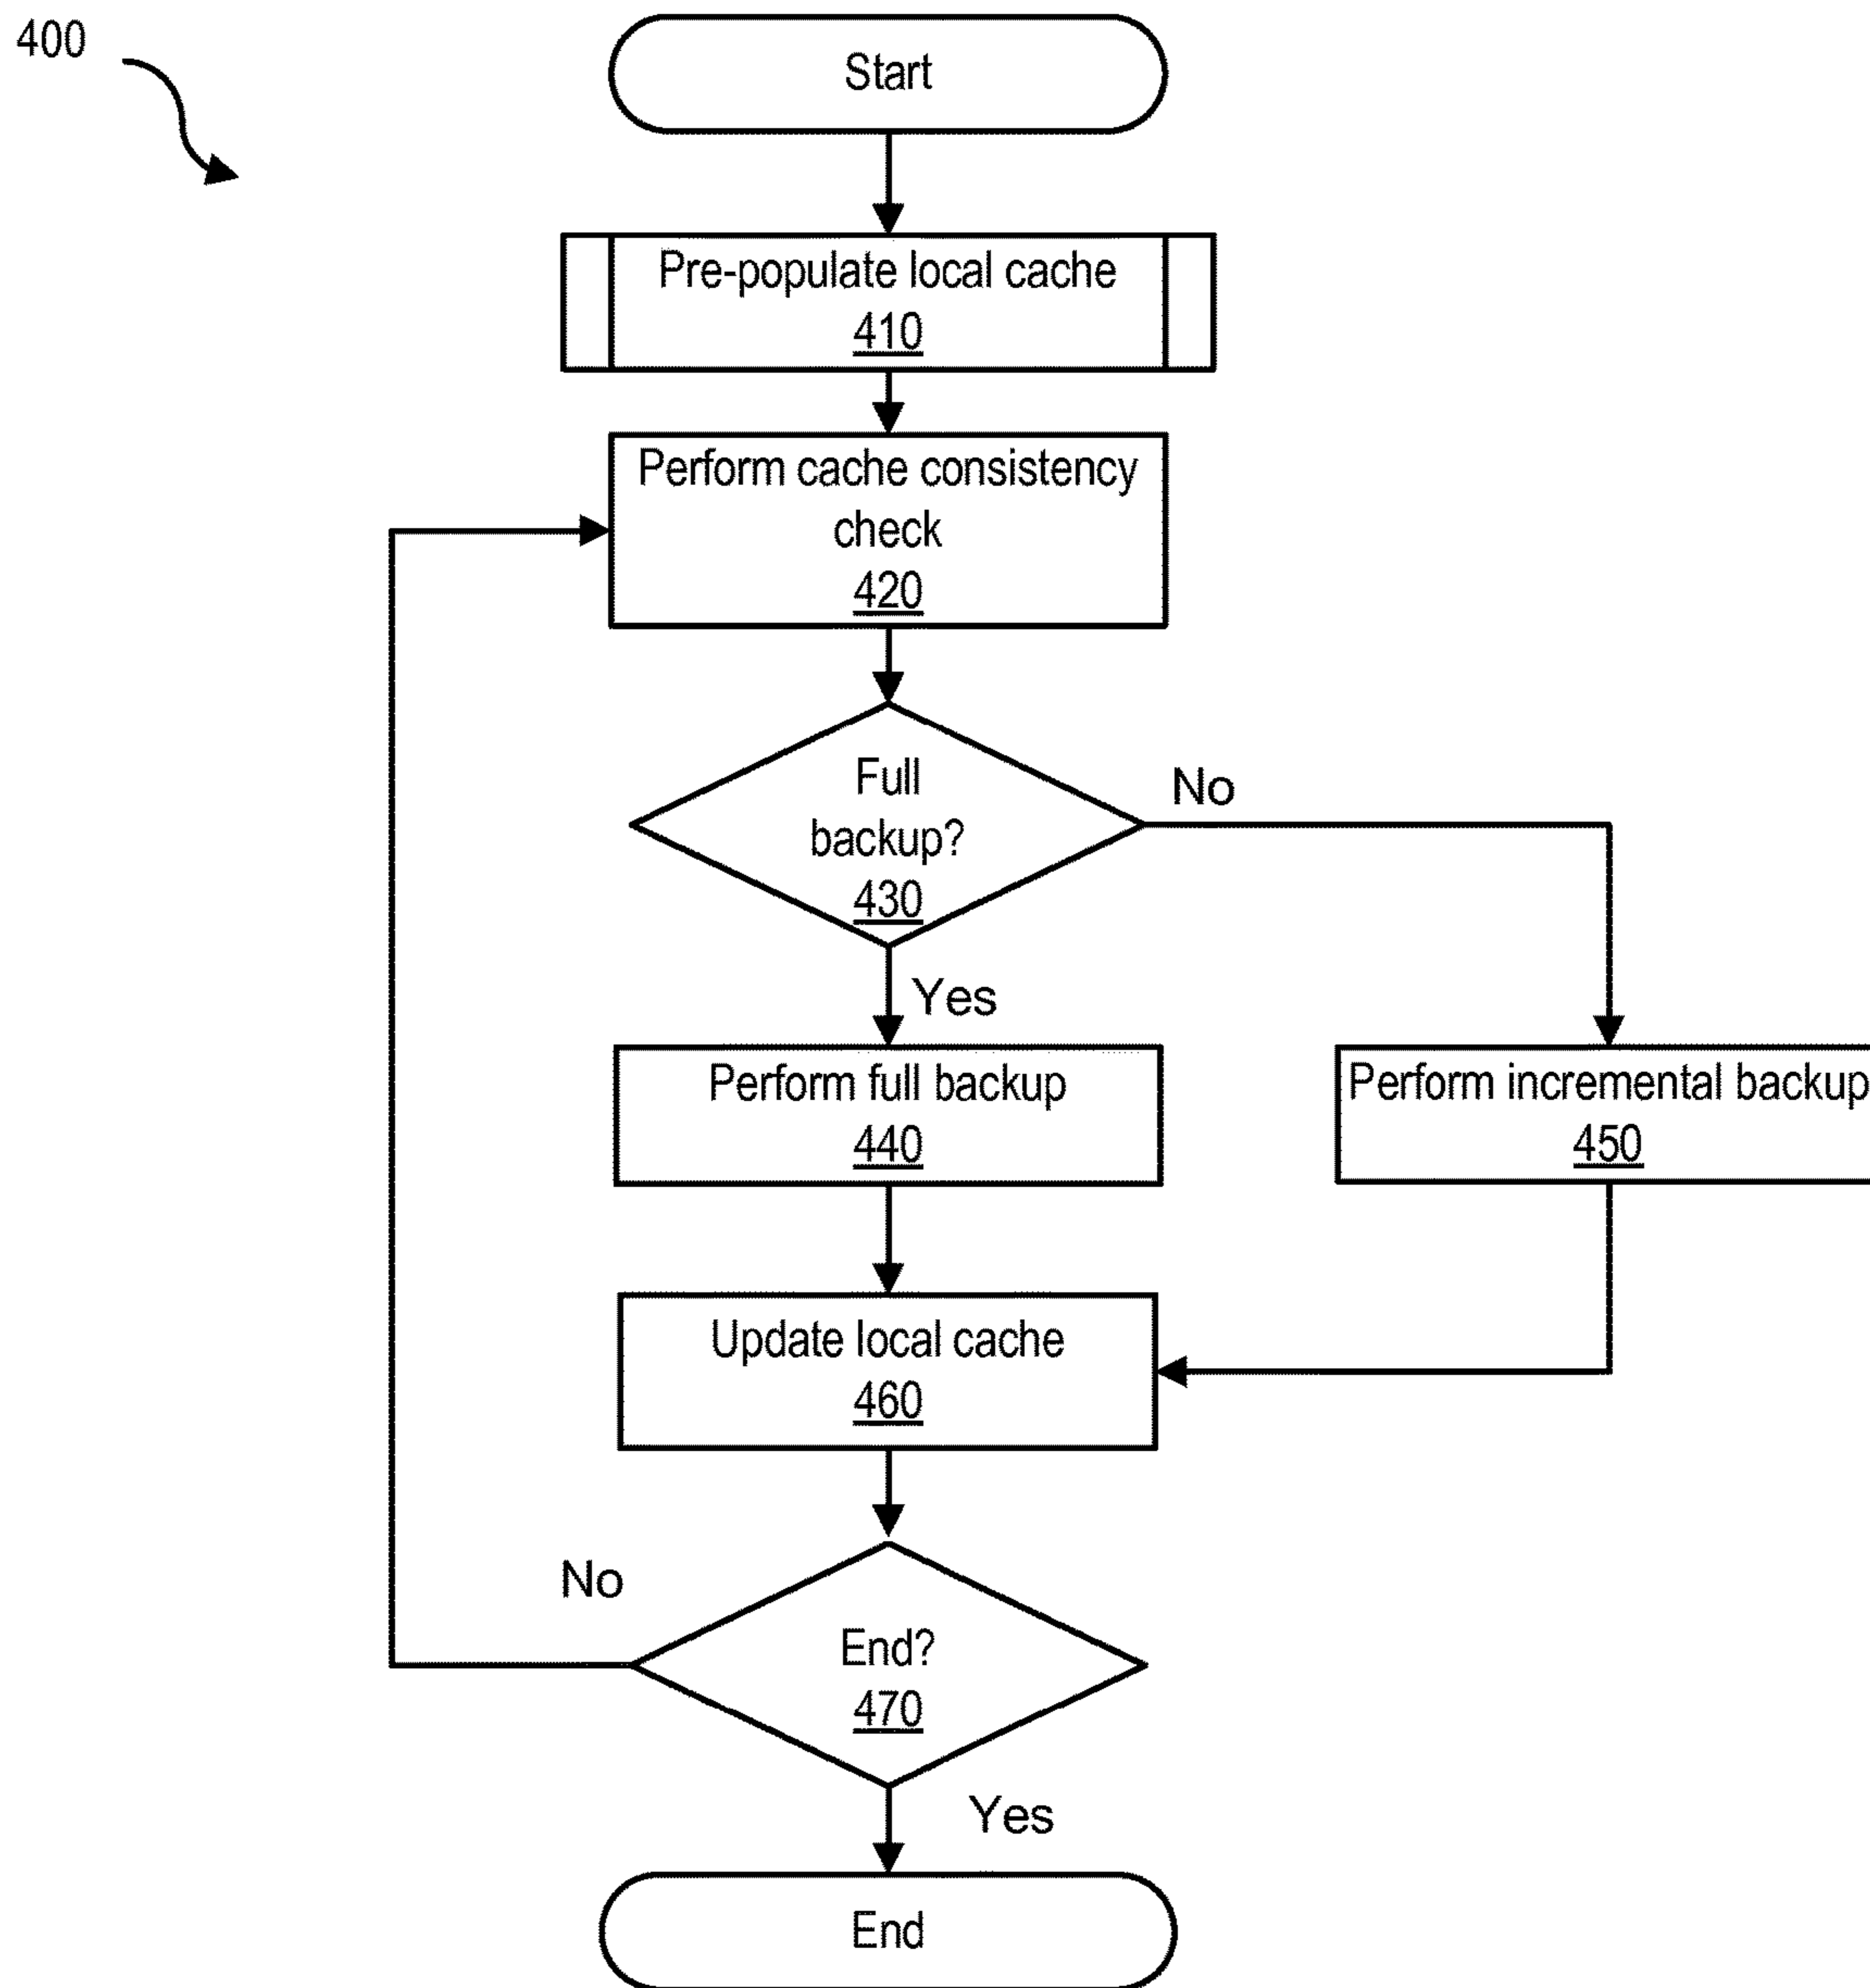 400
Start
Pre-populate local cache
410
Perform cache consistency
check
420
Full
backup?
430
No
Yes
Perform full backup
440
Perform incremental backup
450
Update local cache
460
No
End?
470
Yes
End